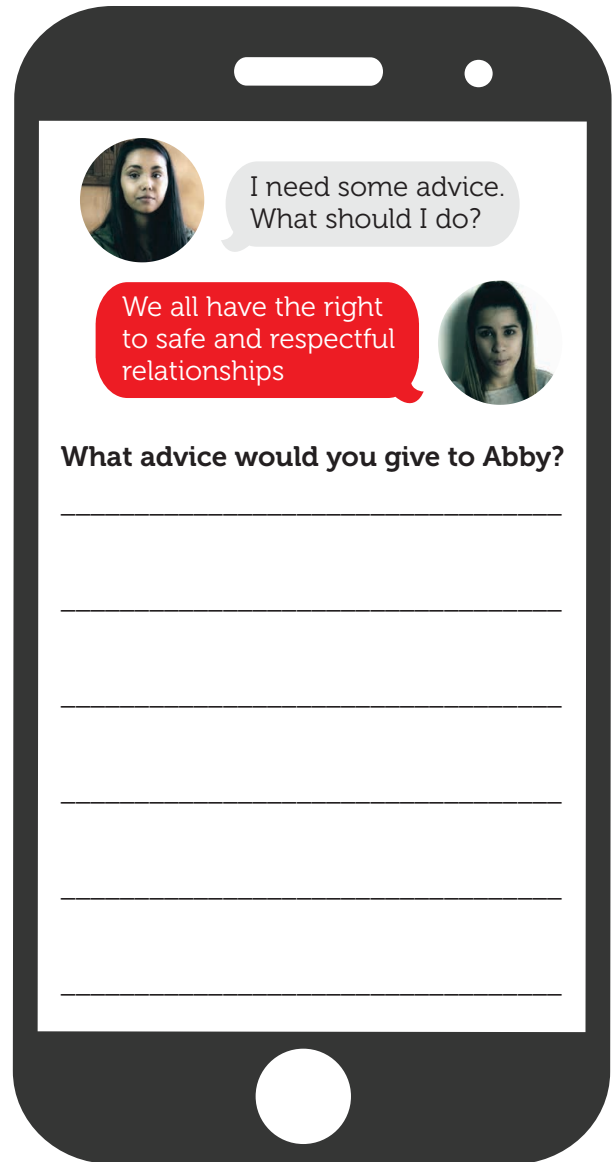 I need some advice.
What should I do?
We all have the right
to safe and respectful
relationships
What advice would you give to Abby?